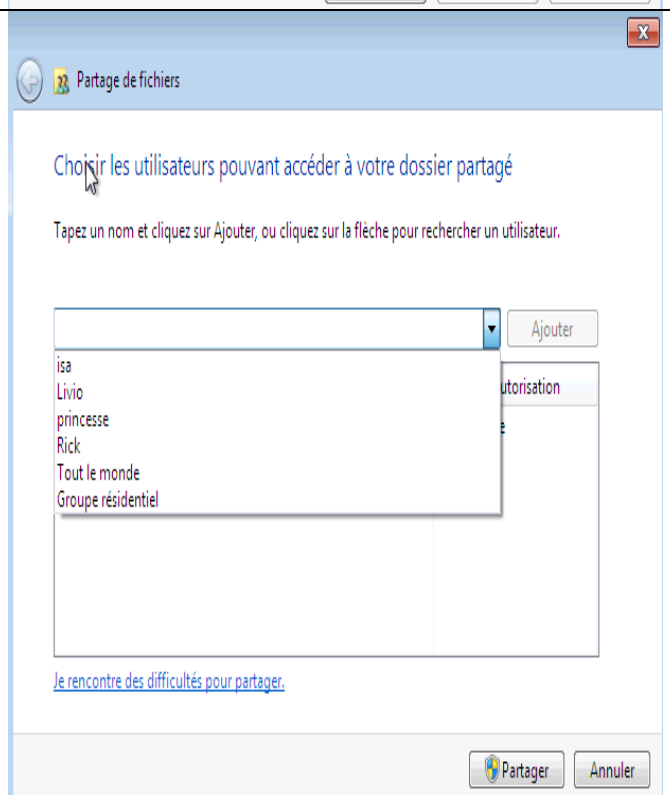 Partage de fichiers
Choisir les utilisateurs pouvant accéder à votre dossier partagé
Tapez un nom et cliquez sur Ajouter, ou cliquez sur la flèche pour rechercher un utilisateur.
Ajouter
isa
Livio
princesse
Rick
Tout le monde
Groupe résidentiel
utorisation
Je rencontre des difficultés pour partager.
Partager
Annuler